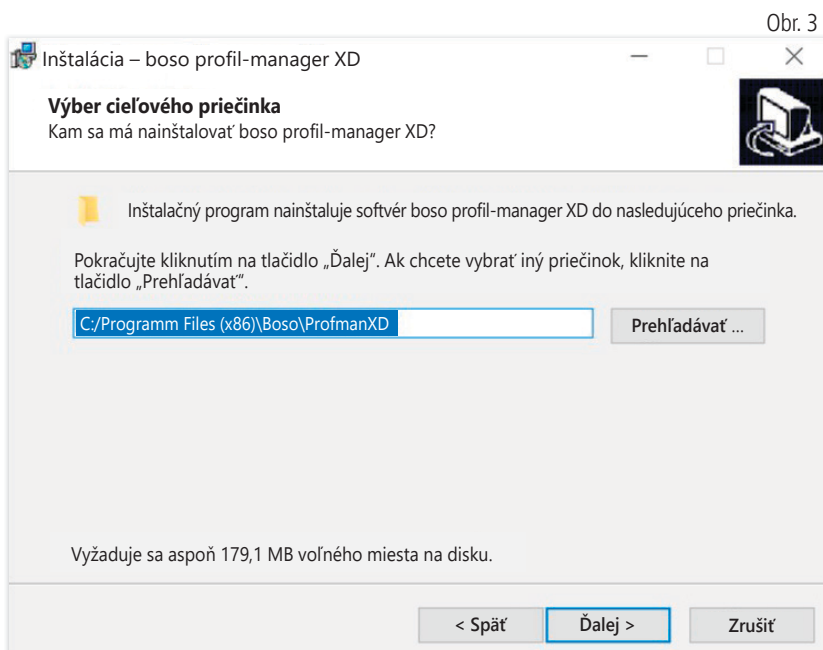 Obr. 3
Inštalácia – boso profil-manager XD
Výber cieľového priečinka
Kam sa má nainštalovať boso profil-manager XD?
Inštalačný program nainštaluje softvér boso profil-manager XD do nasledujúceho priečinka.
Pokračujte kliknutím na tlačidlo „Ďalej“. Ak chcete vybrať iný priečinok, kliknite na
tlačidlo „Prehľadávať“.
C:/Programm Files (x86)\Boso\ProfmanXD
Prehľadávať ...
Vyžaduje sa aspoň 179,1 MB voľného miesta na disku.
< Späť
Ďalej >
Zrušiť